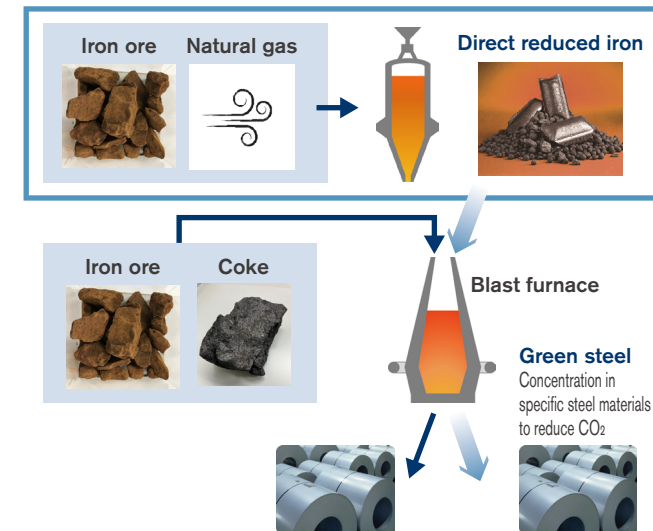 Iron ore
Natural gas
Direct reduced iron
Iron ore
Coke
Blast furnace
Green steel
Concentration in
specific steel materials
to reduce CO₂